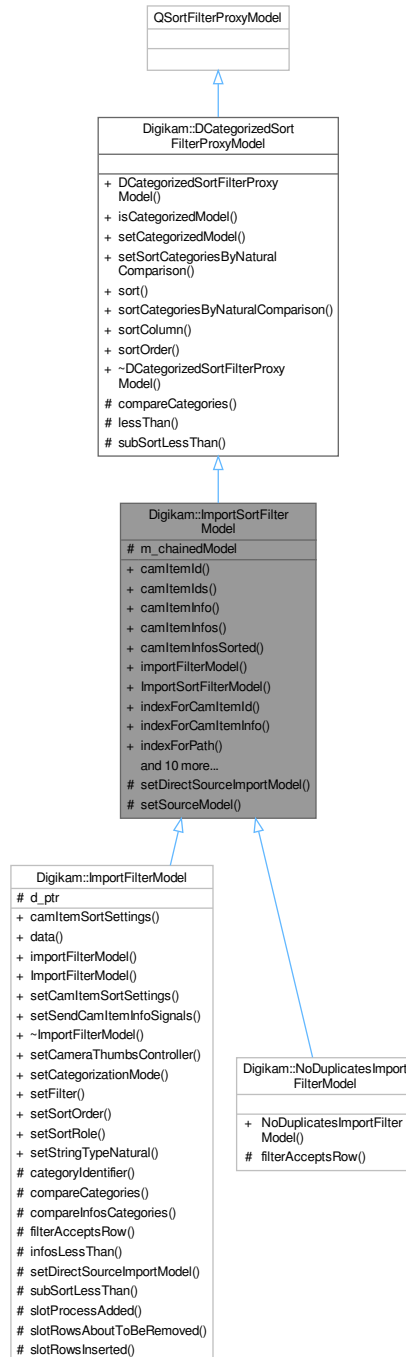 QSortFilterProxyModel
Digikam::DCategorizedSort
FilterProxyModel
+ DCategorizedSortFilterProxy
Model()
+ isCategorizedModel()
+ setCategorizedModel()
+ setSortCategoriesByNatural
Comparison()
+ sort()
+ sortCategoriesByNaturalComparison()
+ sortColumn()
+ sortOrder()
+ ~DCategorizedSortFilterProxy
Model()
# compareCategories()
# lessThan()
# subSortLessThan()
Digikam::ImportSortFilter
Model
# m_chainedModel
+ camItemId()
+ camItemIds()
+ camItemInfo()
+ camItemInfos()
+ camItemInfosSorted()
+ importFilterModel()
+ ImportSortFilterModel()
+ indexForCamItemId()
+ indexForCamItemInfo()
+ indexForPath()
and 10 more...
# setDirectSourceImportModel()
# setSourceModel()
Digikam::ImportFilterModel
# d_ptr
+ camItemSortSettings()
+ data()
+ importFilterModel()
+ ImportFilterModel()
+ setCamItemSortSettings()
+ setSendCamItemInfoSignals()
+ ~ImportFilterModel()
+ setCameraThumbsController()
+ setCategorizationMode()
+ setFilter()
+ setSortOrder()
+ setSortRole()
+ setStringTypeNatural()
# categoryIdentifier()
# compareCategories()
# compareInfosCategories()
# filterAcceptsRow()
# infosLessThan()
# setDirectSourceImportModel()
# subSortLessThan()
# slotProcessAdded()
# slotRowsAboutToBeRemoved()
# slotRowsInserted()
Digikam::NoDuplicatesImport
FilterModel
+ NoDuplicatesImportFilter
Model()
# filterAcceptsRow()